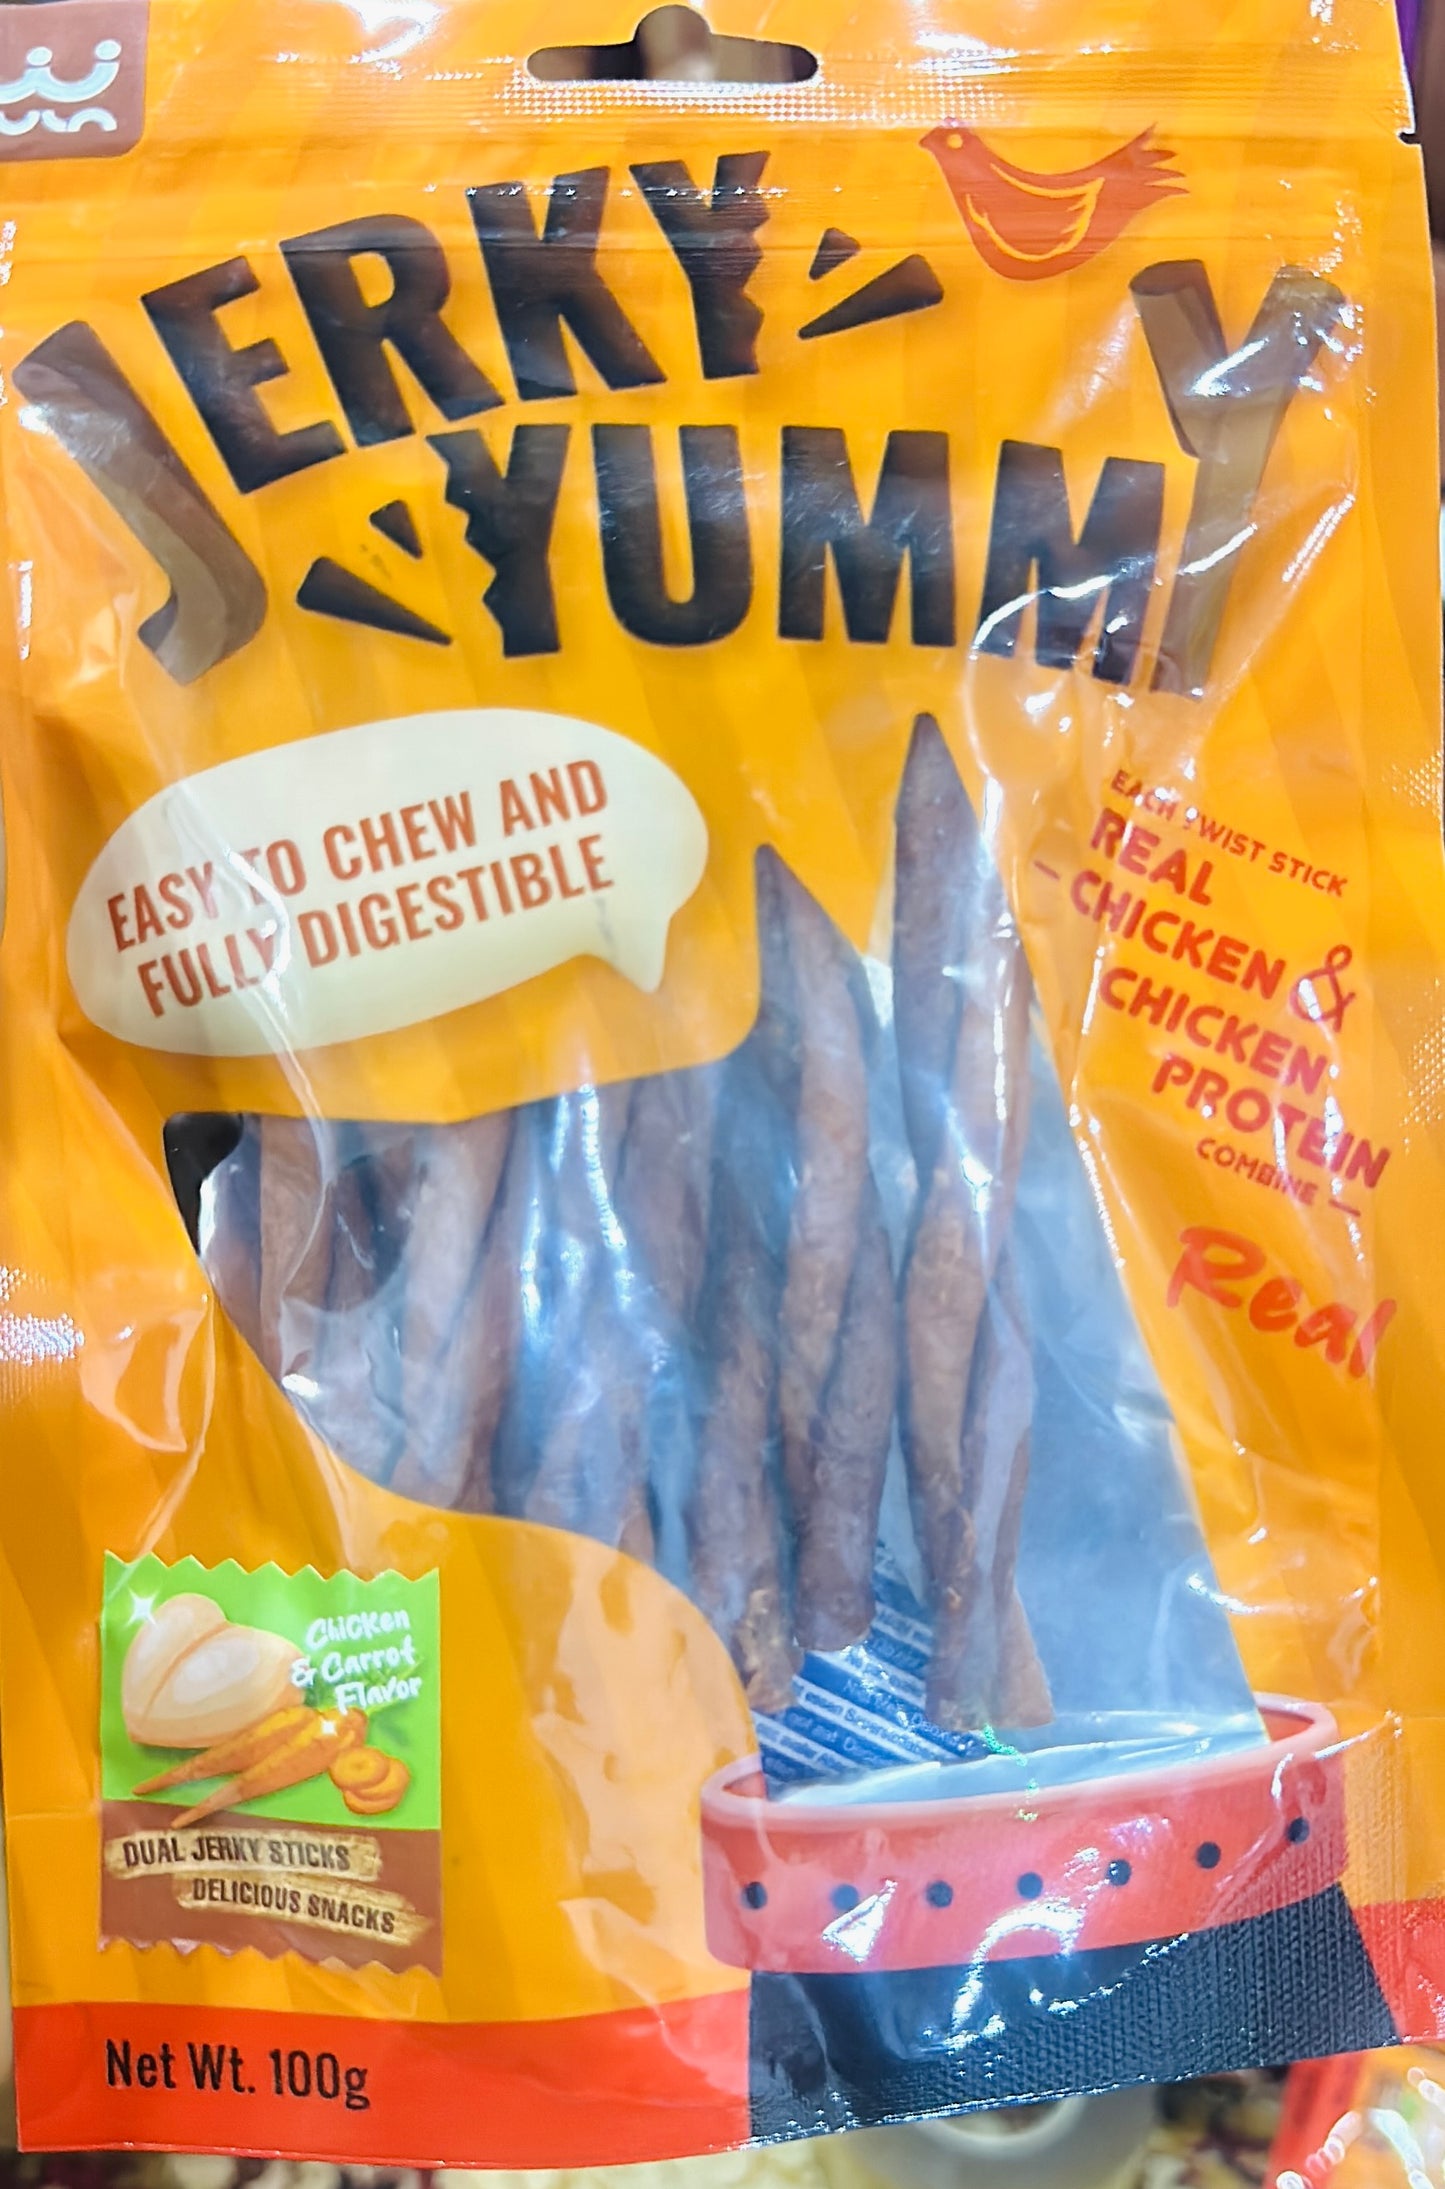 JERKY
YUMMY
EASY TO CHEW AND
FULLY DIGESTIBLE
EACH TWIST STICK
REAL
CHICKEN &
CHICKEN
PROTEIN
COMBINE
Real
Chicken
& Carrot
Flavor
DUAL JERKY STICKS
DELICIOUS SNACKS
Net Wt. 100g